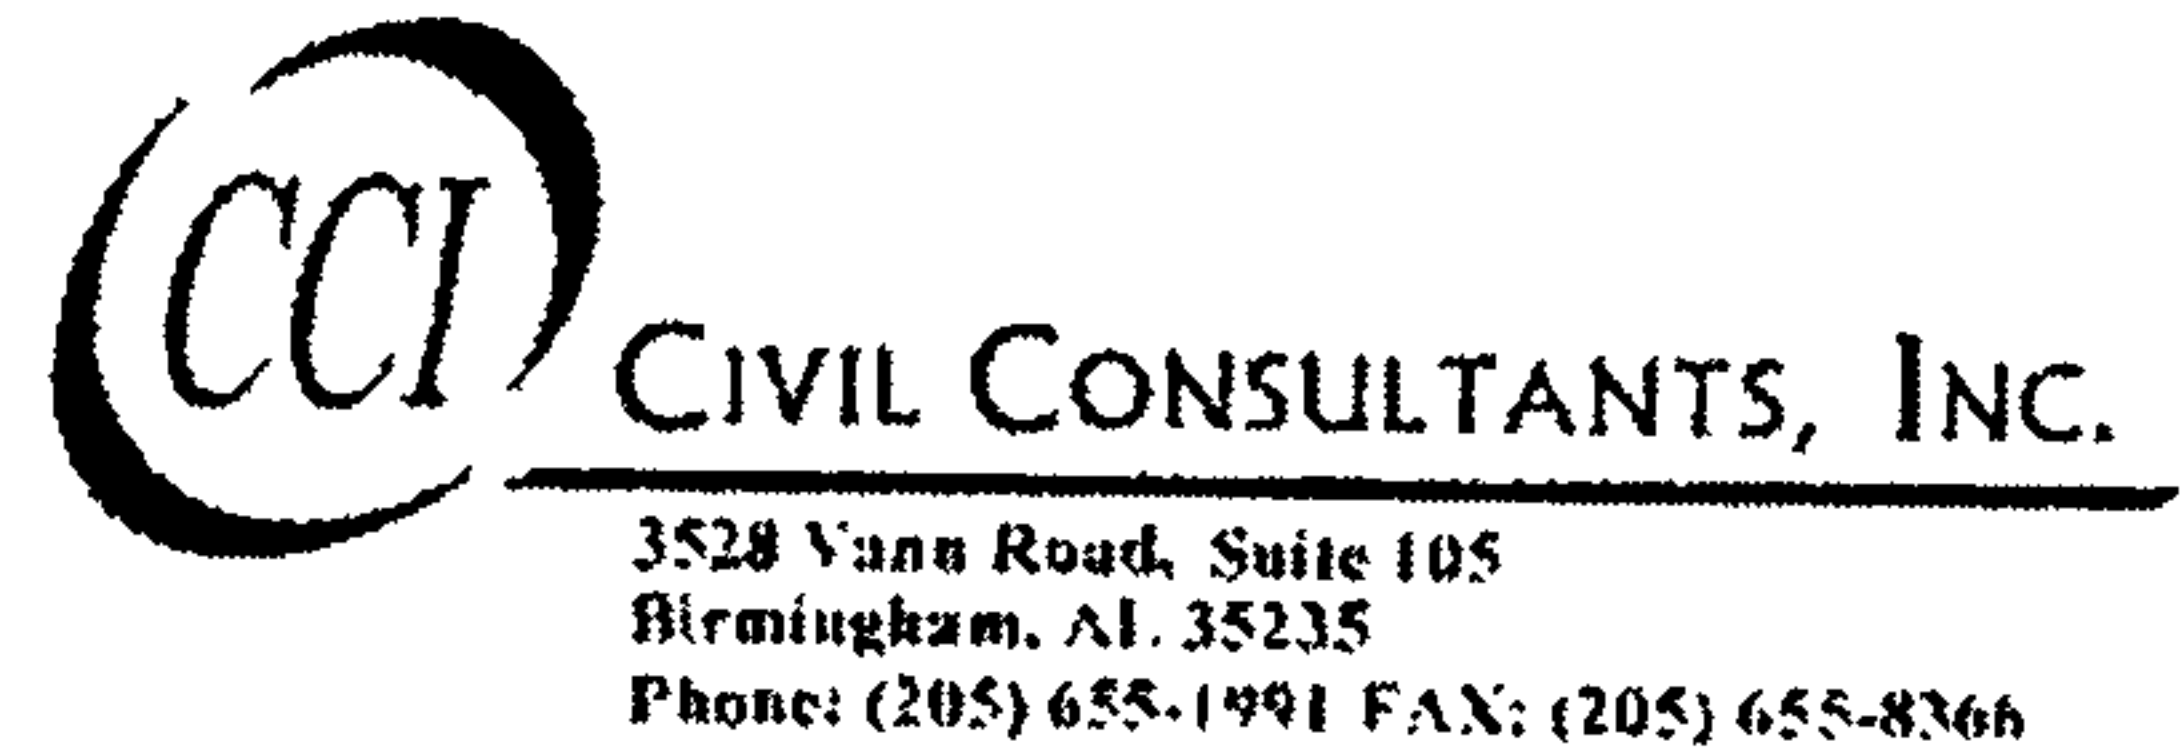 CCI
CIVIL CONSULTANTS, INC.
3528 Vann Road, Suite 105
Birmingham, Al. 35235
Phone: (205) 655-1991 FAX: (205) 655-8366